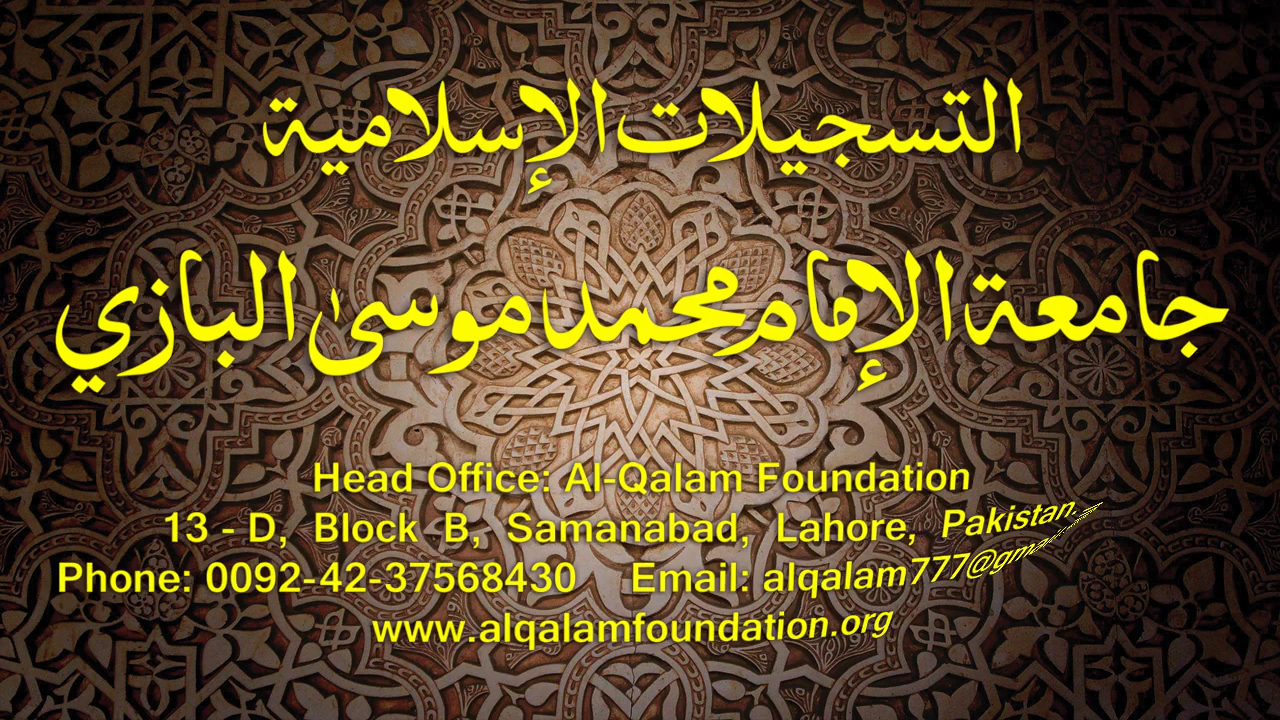 التسجيلات الإسلامية
جامعة الإمام محمد موسىٰ البازي
Head Office: Al-Qalam Foundation
13 - D, Block B, Samanabad, Lahore, Pakistan.
Phone: 0092-42-37568430 Email: alqalam777@gmai
www.alqalamfoundation.org